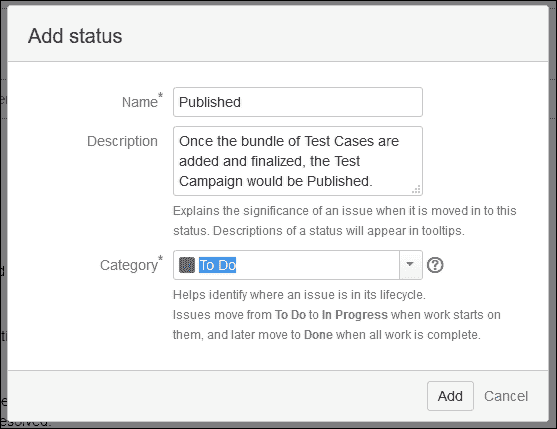 Add status
Name*
Published
Description
Once the bundle of Test Cases are
added and finalized, the Test
Campaign would be Published.
Explains the significance of an issue when it is moved in to this
status. Descriptions of a status will appear in tooltips.
Category*
To Do
?
Helps identify where an issue is in its lifecycle.
Issues move from To Do to In Progress when work starts on
them, and later move to Done when all work is complete.
Add Cancel